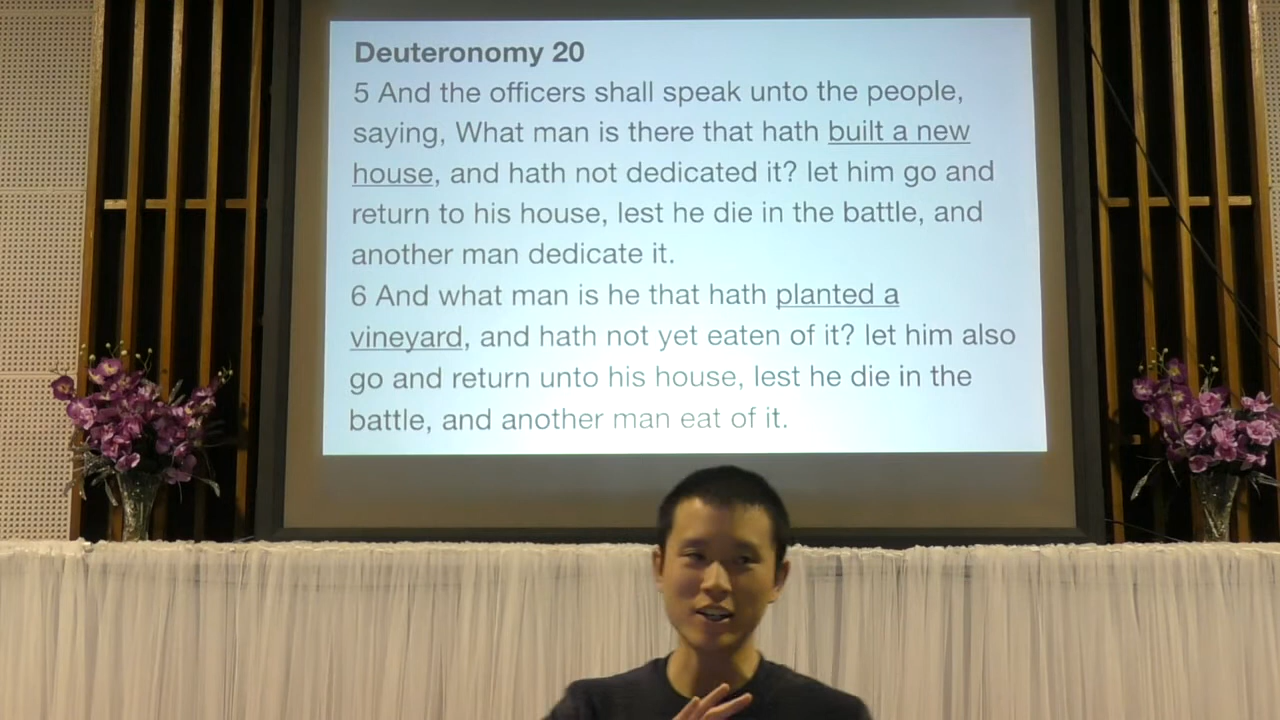 Deuteronomy 20
5 And the officers shall speak unto the people,
saying, What man is there that hath built a new
house, and hath not dedicated it? let him go and
return to his house, lest he die in the battle, and
another man dedicate it.
6 And what man is he that hath planted a
vineyard, and hath not yet eaten of it? let him also
go and return unto his house, lest he die in the
battle, and another man eat of it.